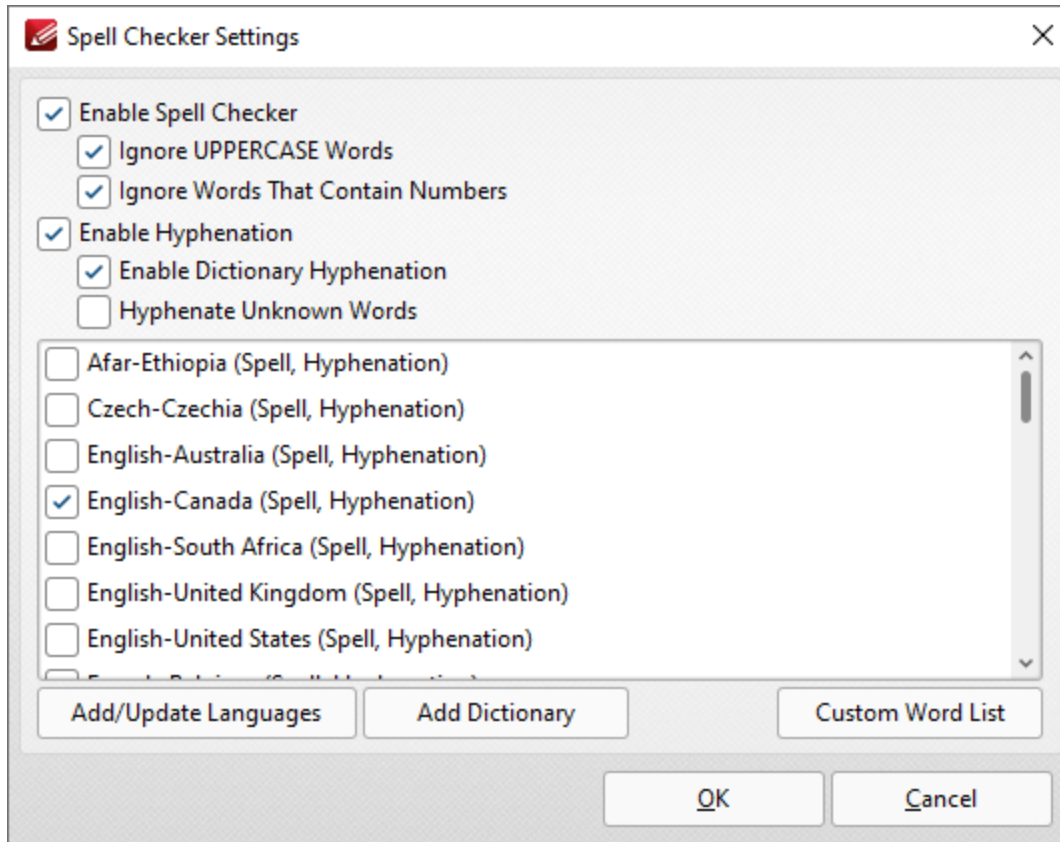 Spell Checker Settings
Enable Spell Checker
Ignore UPPERCASE Words
Ignore Words That Contain Numbers
Enable Hyphenation
Enable Dictionary Hyphenation
Hyphenate Unknown Words
Afar-Ethiopia (Spell, Hyphenation)
Czech-Czechia (Spell, Hyphenation)
English-Australia (Spell, Hyphenation)
English-Canada (Spell, Hyphenation)
English-South Africa (Spell, Hyphenation)
English-United Kingdom (Spell, Hyphenation)
English-United States (Spell, Hyphenation)
Add/Update Languages Add Dictionary Custom Word List
OK Cancel